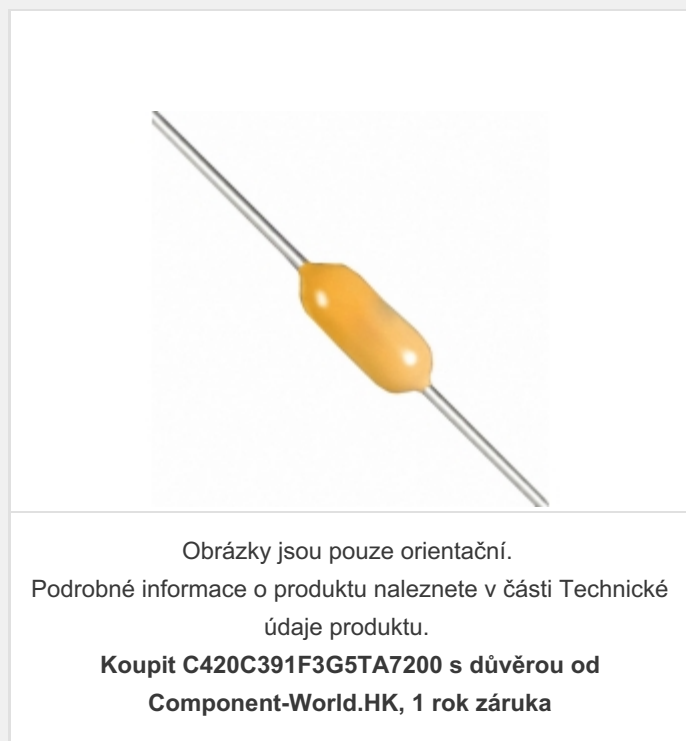 Obrázky jsou pouze orientační.
Podrobné informace o produktu naleznete v části Technické
údaje produktu.
Koupit C420C391F3G5TA7200 s důvěrou od
Component-World.HK, 1 rok záruka